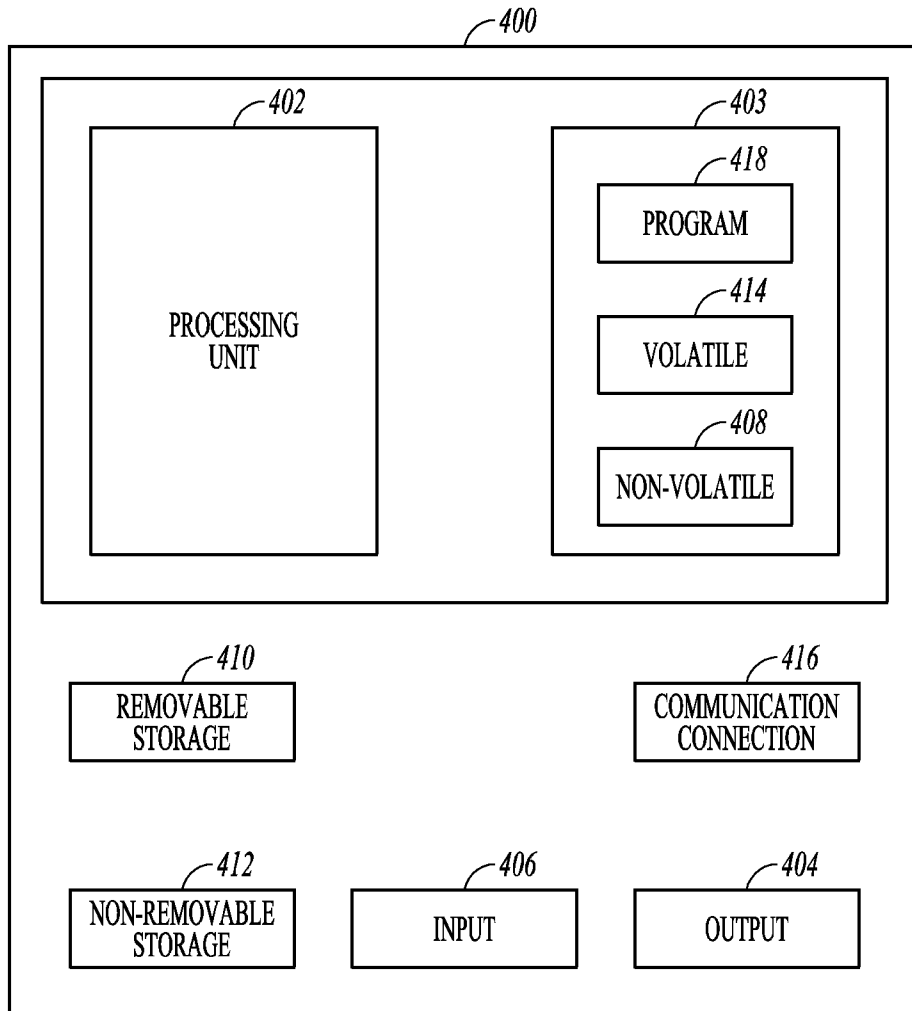 400
402
403
418
PROGRAM
414
VOLATILE
408
NON-VOLATILE
PROCESSING
UNIT
410
REMOVABLE
STORAGE
416
COMMUNICATION
CONNECTION
412
NON-REMOVABLE
STORAGE
406
INPUT
404
OUTPUT